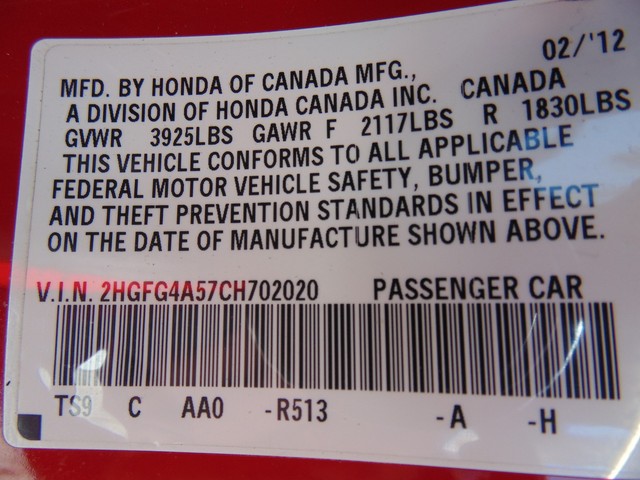 02/'12
MFD. BY HONDA OF CANADA MFG.,
A DIVISION OF HONDA CANADA INC. CANADA
GVWR 3925LBS GAWR F 2117LBS R 1830LBS
THIS VEHICLE CONFORMS TO ALL APPLICABLE
FEDERAL MOTOR VEHICLE SAFETY, BUMPER,
AND THEFT PREVENTION STANDARDS IN EFFECT
ON THE DATE OF MANUFACTURE SHOWN ABOVE.
V.I.N. 2HGFG4A57CH702020 PASSENGER CAR
TS9 C AA0 -R513 -A -H